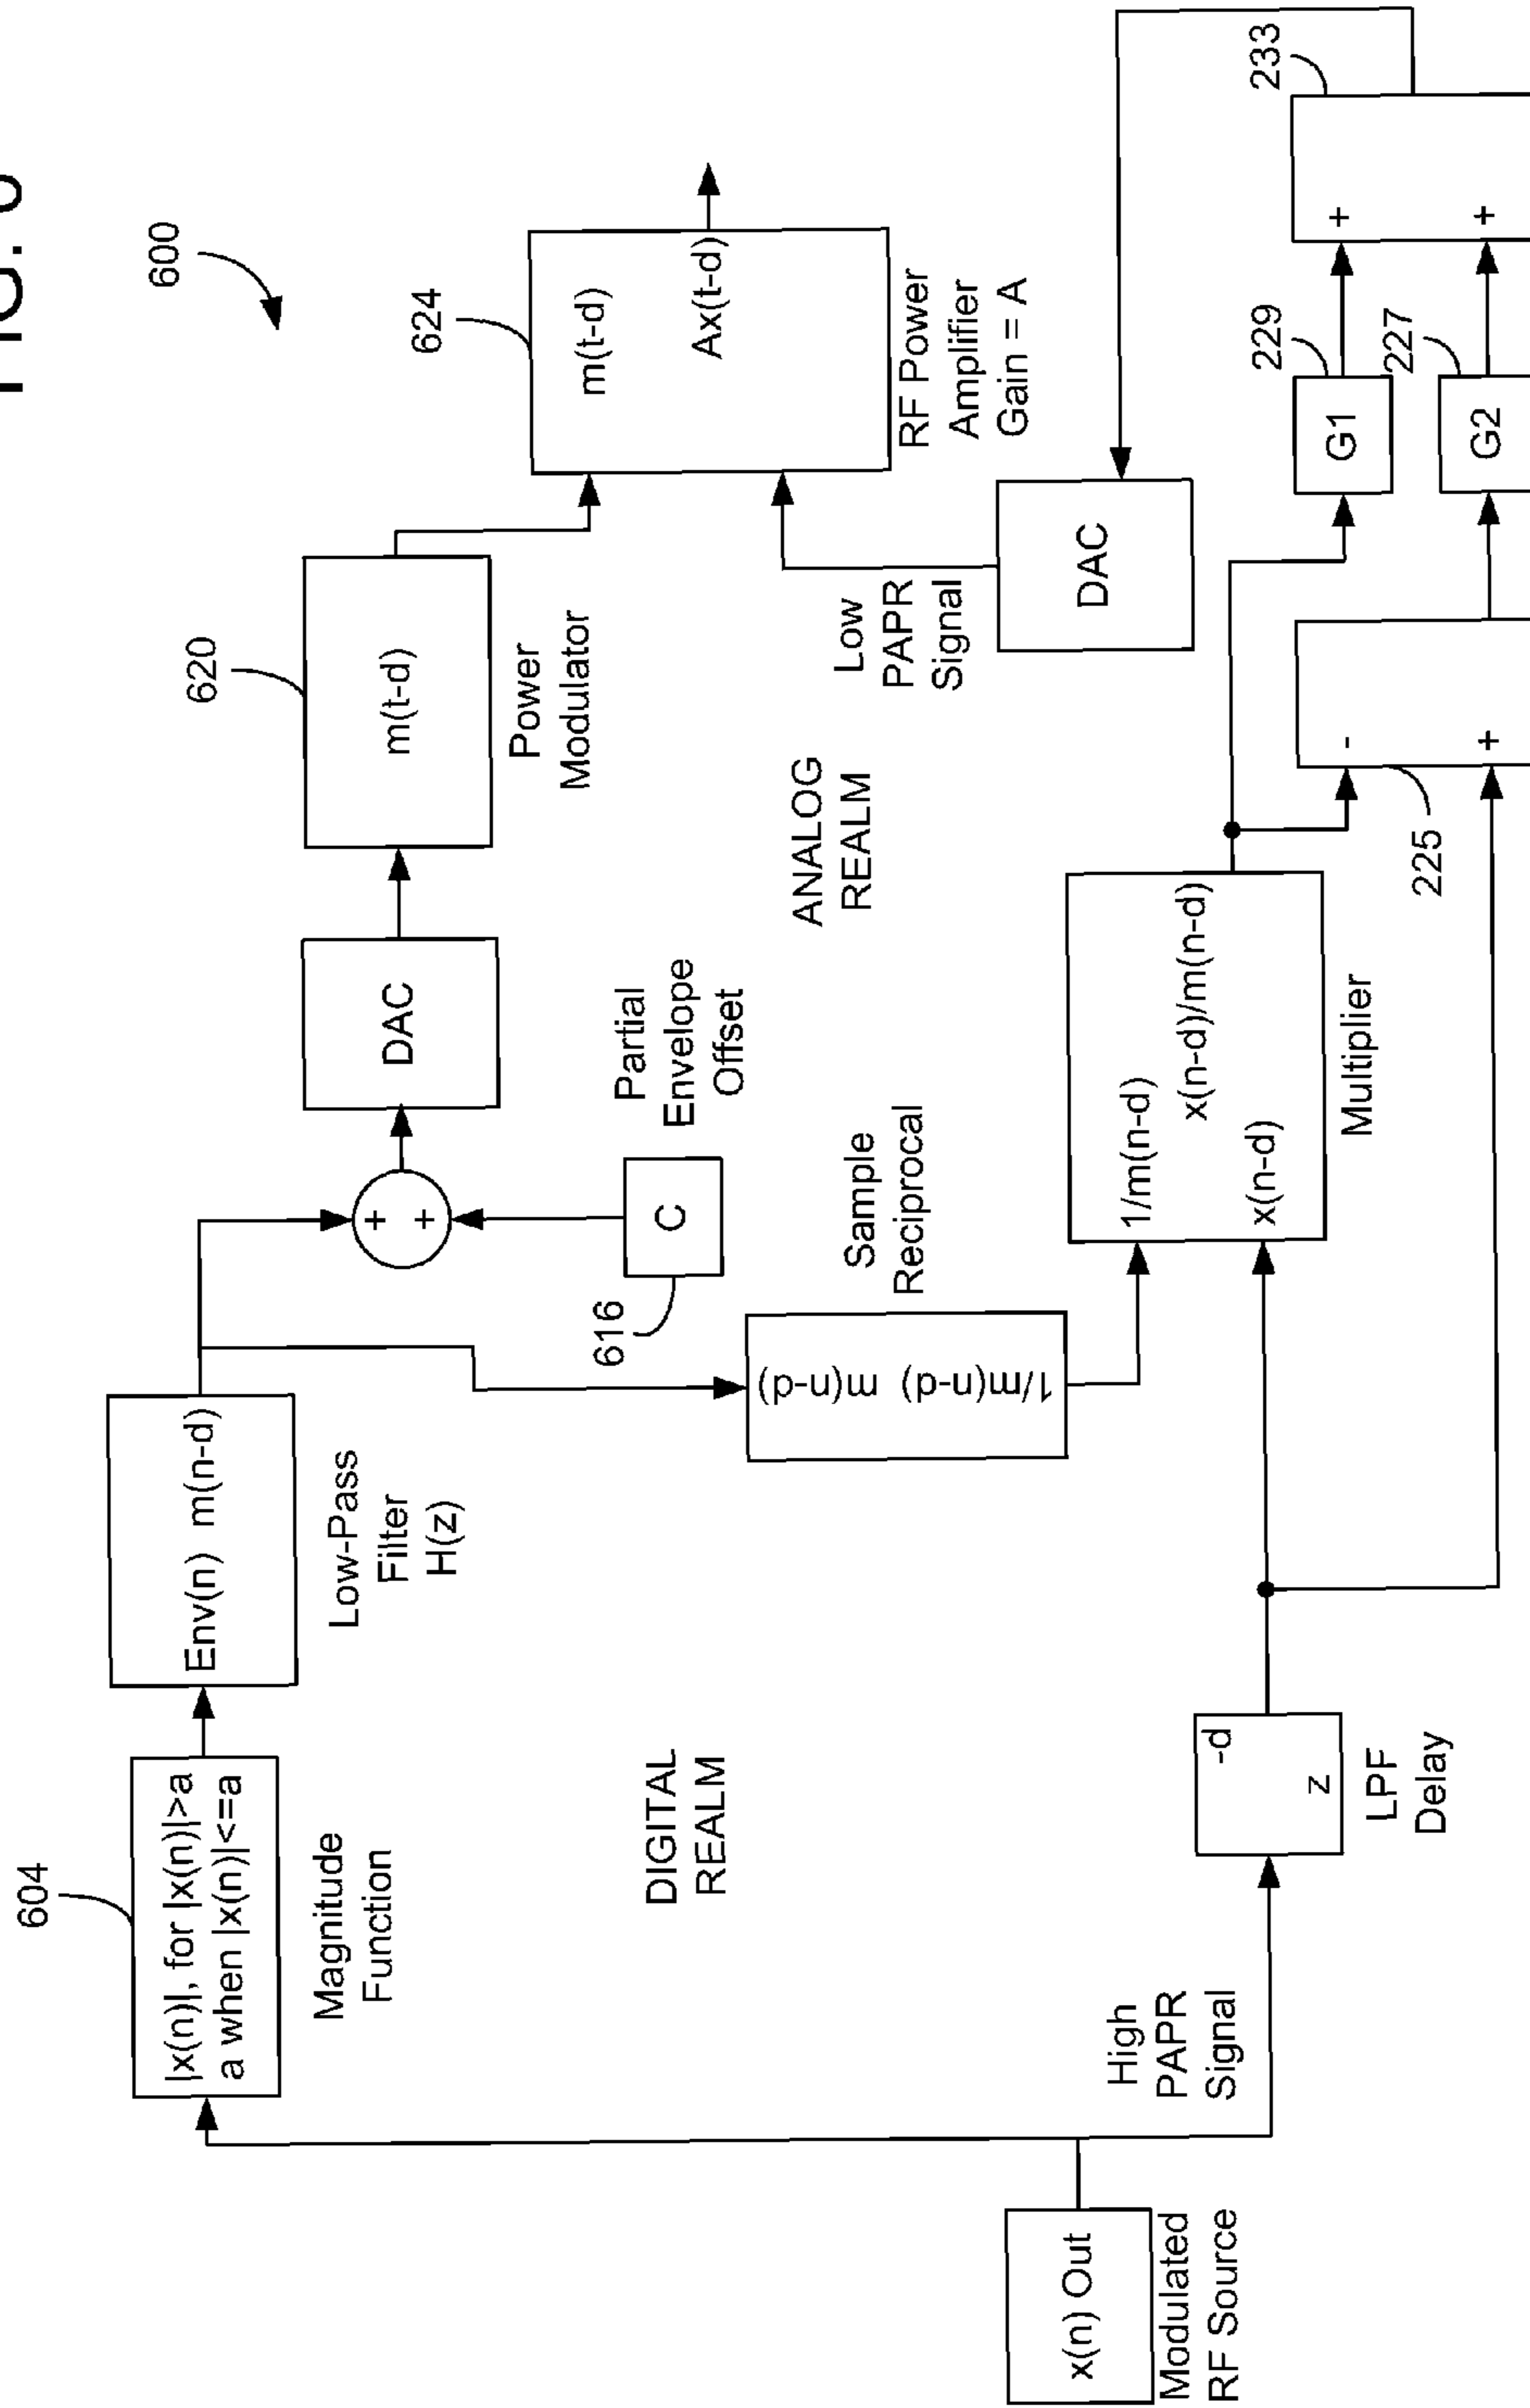 FIG. 6
600
604
|x(n)|, for |x(n)|>a
a when |x(n)|<=a
Magnitude
Function
Env(n) m(n-d)
Low-Pass
Filter
H(z)
+
+
C
616
Partial
Envelope
Offset
DAC
620
m(t-d)
Power
Modulator
624
m(t-d)
Ax(t-d)
RF Power
Amplifier
Gain = A
DIGITAL
REALM
ANALOG
REALM
m(n-d) 1/m(n-d)
Sample
Reciprocal
x(n) Out
Modulated
RF Source
High
PAPR
Signal
-d
z
LPF
Delay
1/m(n-d)
x(n-d)/m(n-d)
x(n-d)
Multiplier
Low
PAPR
Signal
DAC
-
+
225
G1
229
G2
227
+
+
233